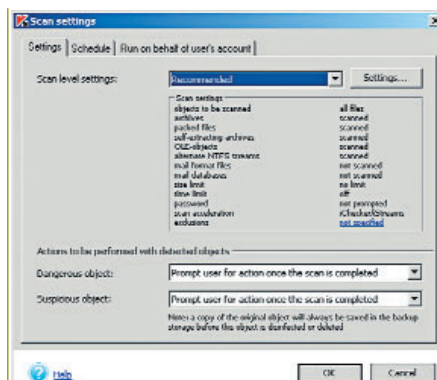 Scan settings
Settings Schedule Run on behalf of user's account
Scan level settings: Recommended Settings...
Scan settings
objects to be scanned all files
archives scanned
packed files scanned
self-extracting archives scanned
OLE-objects scanned
alternate NTFS streams scanned
mail format files not scanned
mail databases not scanned
size limit no limit
time limit off
password not prompted
scan acceleration iChecker/iStreams
exclusions not specified
Actions to be performed with detected objects
Dangerous object: Prompt user for action once the scan is completed
Suspicious object: Prompt user for action once the scan is completed
Note: a copy of the original object will always be saved in the backup
storage before this object is disinfected or deleted
Help OK Cancel